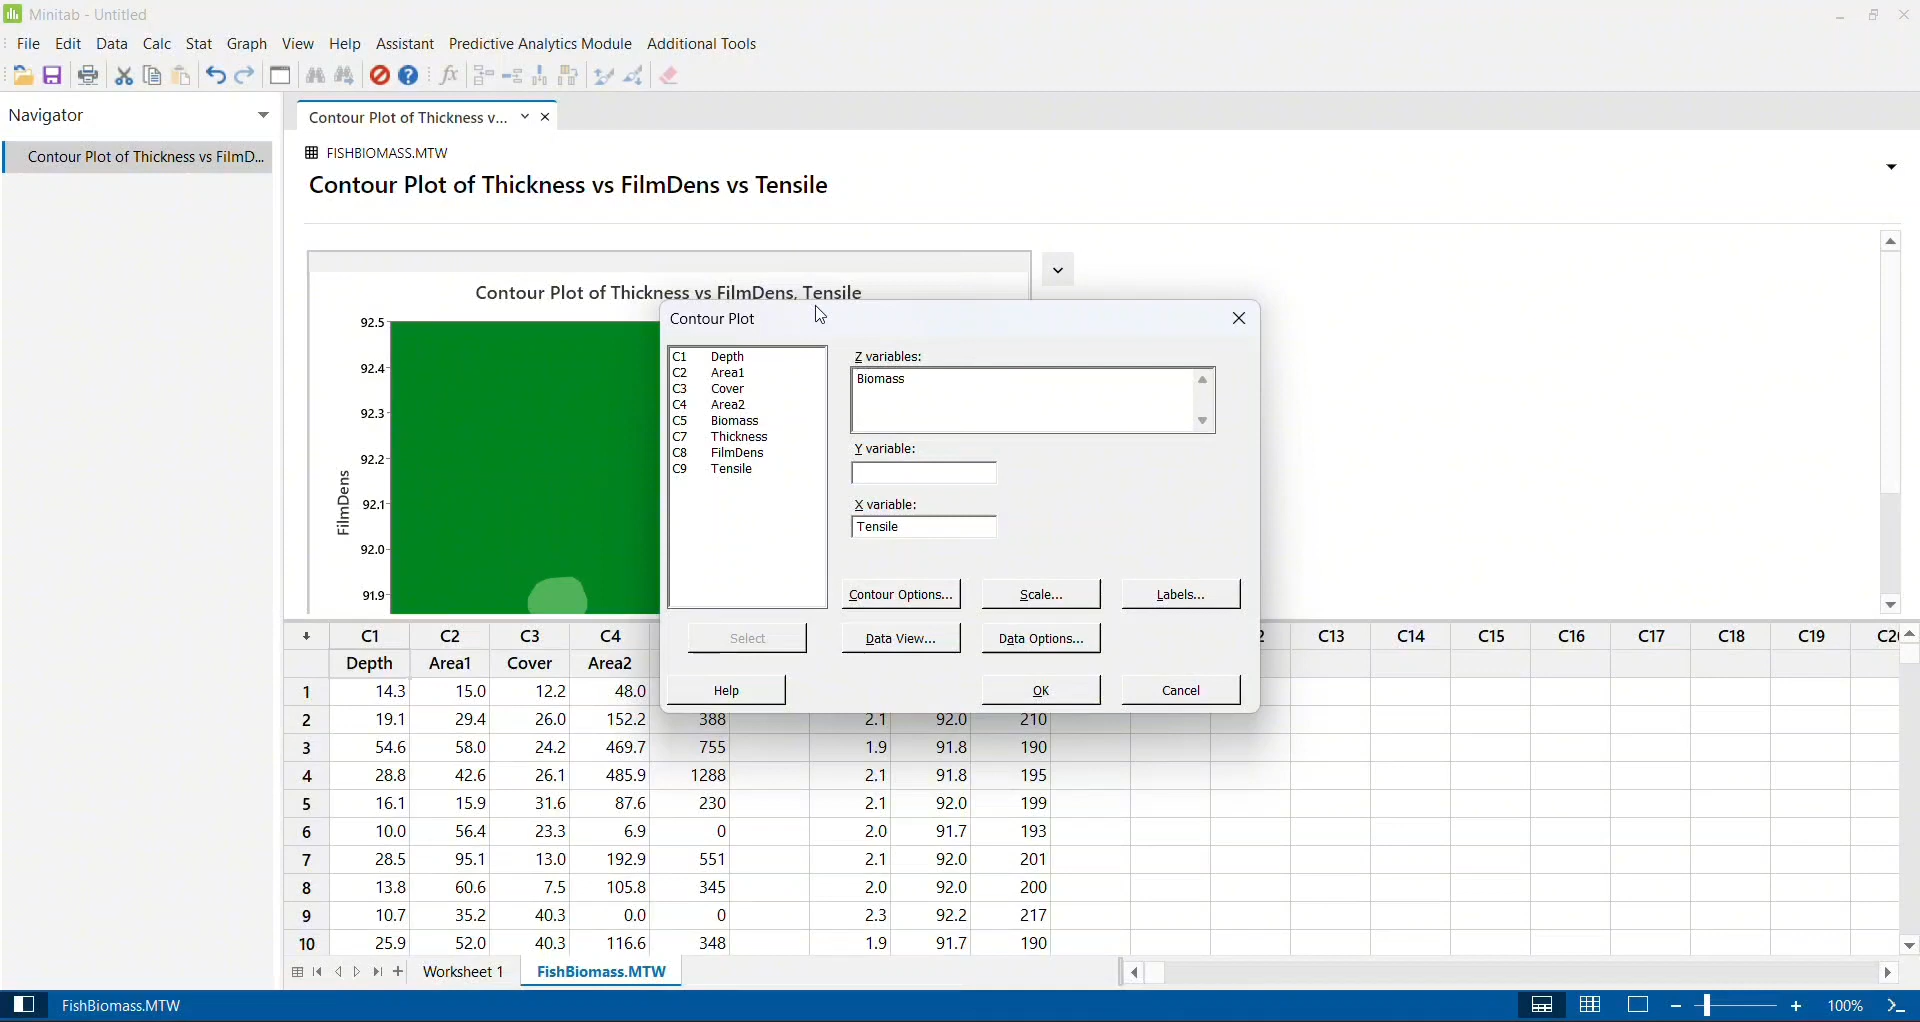 Minitab - Untitled
File Edit Data Calc Stat Graph View Help Assistant Predictive Analytics Module Additional Tools
Navigator
Contour Plot of Thickness v...
Contour Plot of Thickness vs FilmD...
FISHBIOMASS.MTW
Contour Plot of Thickness vs FilmDens vs Tensile
Contour Plot of Thickness vs FilmDens, Tensile
92.5
92.4
92.3
92.2
92.1
92.0
91.9
FilmDens
Contour Plot
C1 Depth
C2 Area1
C3 Cover
C4 Area2
C5 Biomass
C7 Thickness
C8 FilmDens
C9 Tensile
Z variables:
Biomass
Y variable:
X variable:
Tensile
Contour Options... Scale... Labels...
Select Data View... Data Options...
Help OK Cancel
C1 C2 C3 C4 2 C13 C14 C15 C16 C17 C18 C19 C2
Depth Area1 Cover Area2
1 14.3 15.0 12.2 48.0
2 19.1 29.4 26.0 152.2 388 2.1 92.0 210
3 54.6 58.0 24.2 469.7 755 1.9 91.8 190
4 28.8 42.6 26.1 485.9 1288 2.1 91.8 195
5 16.1 15.9 31.6 87.6 230 2.1 92.0 199
6 10.0 56.4 23.3 6.9 0 2.0 91.7 193
7 28.5 95.1 13.0 192.9 551 2.1 92.0 201
8 13.8 60.6 7.5 105.8 345 2.0 92.0 200
9 10.7 35.2 40.3 0.0 0 2.3 92.2 217
10 25.9 52.0 40.3 116.6 348 1.9 91.7 190
Worksheet 1 FishBiomass.MTW
FishBiomass.MTW 100%